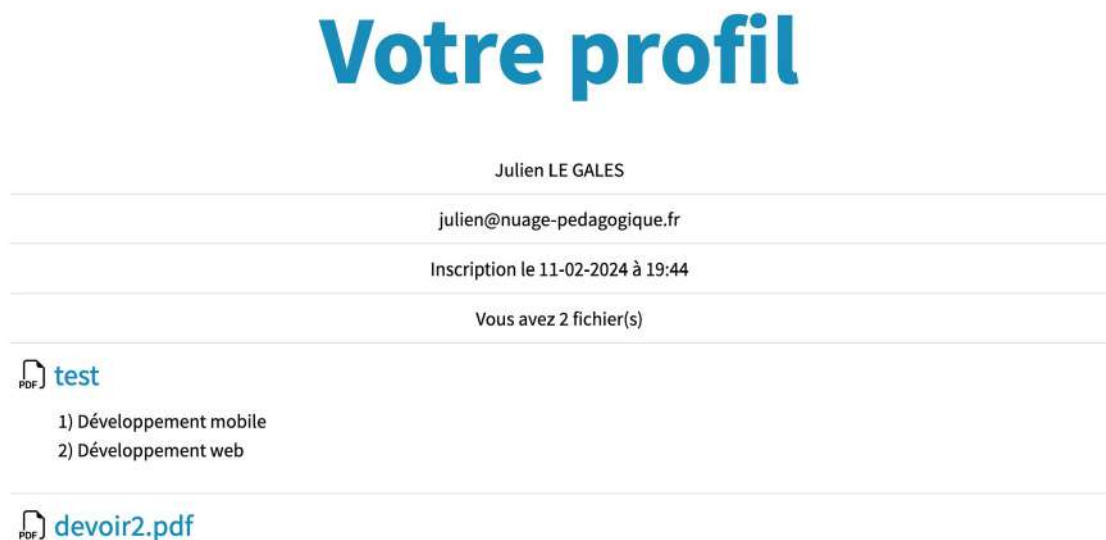 Votre profil
Julien LE GALES
julien@nuage-pedagogique.fr
Inscription le 11-02-2024 à 19:44
Vous avez 2 fichier(s)
PDF test
1) Développement mobile
2) Développement web
PDF devoir2.pdf